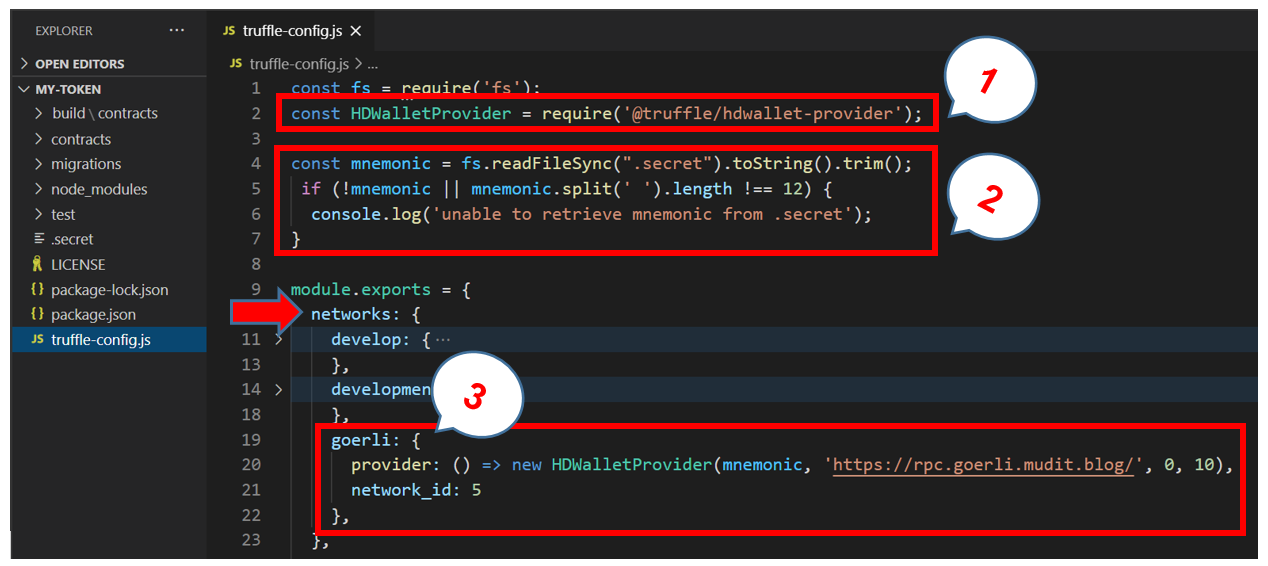 EXPLORER ...
OPEN EDITORS
MY-TOKEN
build \ contracts
contracts
migrations
node_modules
test
.secret
LICENSE
{} package-lock.json
{} package.json
JS truffle-config.js
JS truffle-config.js ×
JS truffle-config.js > ...
1 const fs = require('fs');
2 const HDWalletProvider = require('@truffle/hdwallet-provider');
3
4 const mnemonic = fs.readFileSync(".secret").toString().trim();
5 if (!mnemonic || mnemonic.split(' ').length !== 12) {
6 console.log('unable to retrieve mnemonic from .secret');
7 }
8
9 module.exports = {
networks: {
11 develop: {...
13 },
14 developmen
18 },
19 goerli: {
20 provider: () => new HDWalletProvider(mnemonic, 'https://rpc.goerli.mudit.blog/', 0, 10),
21 network_id: 5
22 },
23 },
1
2
3